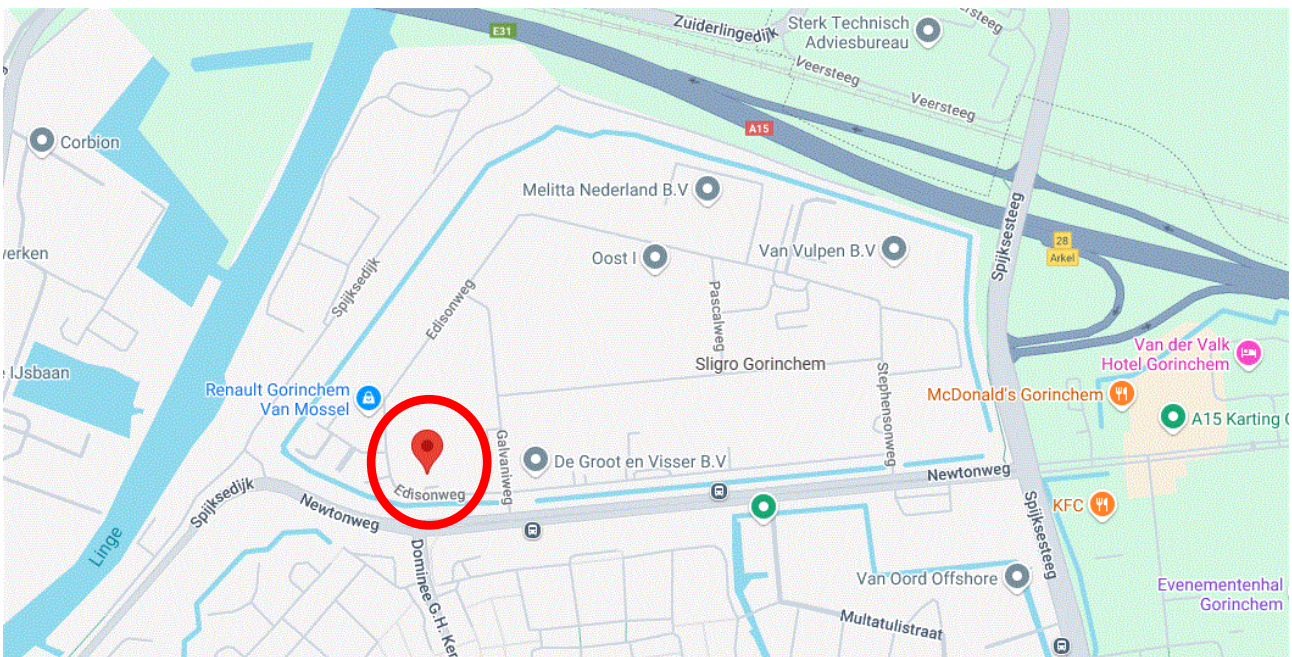 Zuiderlingedijk
Sterk Technisch
Adviesbureau
E31
Veersteeg
Veersteeg
Corbion
A15
Melitta Nederland B.V
Spijksesteeg
28
Arkel
Oost I
Van Vulpen B.V
Spijksedijk
Edisonweg
Pascalweg
Van der Valk
Hotel Gorinchem
Sligro Gorinchem
IJsbaan
Renault Gorinchem
Van Mossel
Stephensonweg
McDonald's Gorinchem
A15 Karting
Galvaniweg
De Groot en Visser B.V
Newtonweg
Edisonweg
Spijksedijk
Newtonweg
KFC
Spijksesteeg
Linge
Dominee G.H. Ker
Van Oord Offshore
Evenementenhal
Gorinchem
Multatulistraat